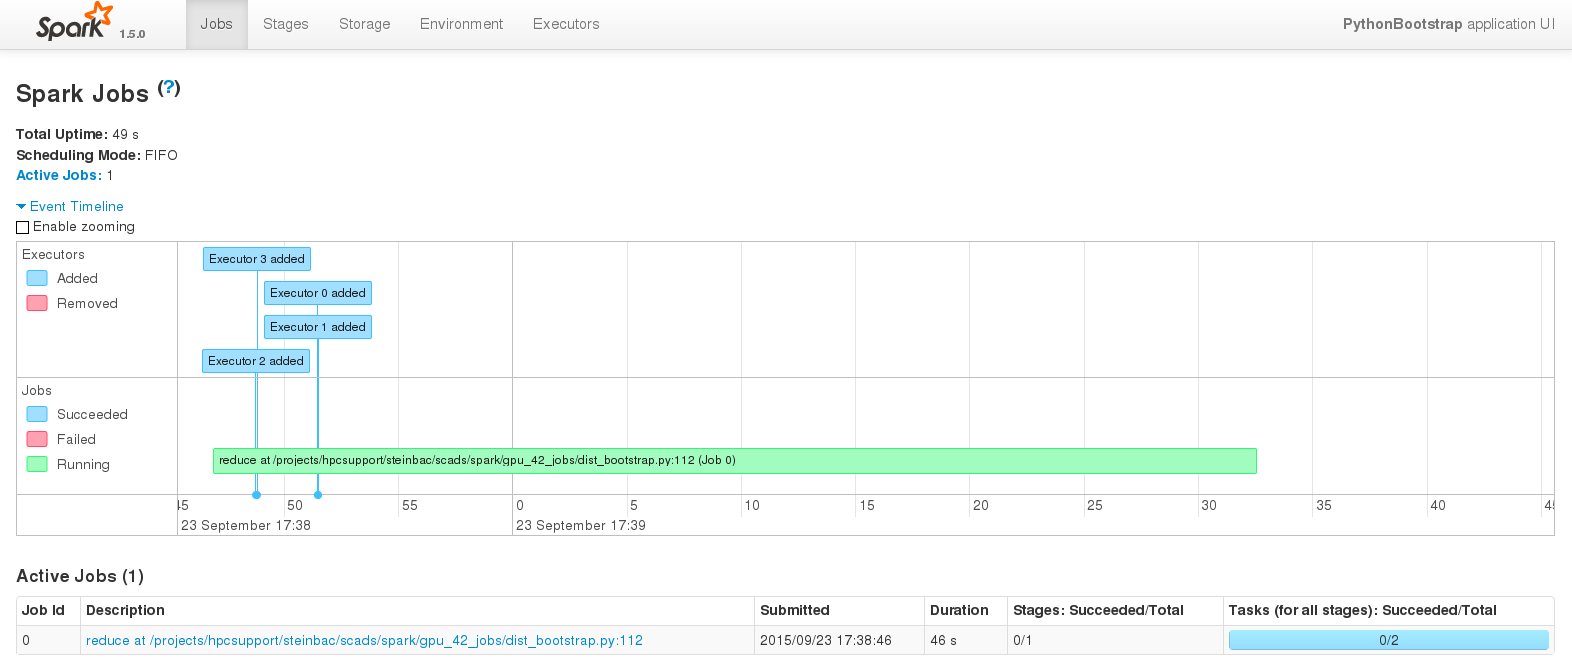 Spark 1.5.0 Jobs Stages Storage Environment Executors PythonBootstrap application UI
Spark Jobs (?)
Total Uptime: 49 s
Scheduling Mode: FIFO
Active Jobs: 1
Event Timeline
Enable zooming
Executors
Added
Removed
Executor 3 added
Executor 0 added
Executor 1 added
Executor 2 added
Jobs
Succeeded
Failed
Running
reduce at /projects/hpcsupport/steinbac/scads/spark/gpu_42_jobs/dist_bootstrap.py:112 (Job 0)
45 50 55 0 5 10 15 20 25 30 35 40
23 September 17:38 23 September 17:39
Active Jobs (1)
Job Id Description Submitted Duration Stages: Succeeded/Total Tasks (for all stages): Succeeded/Total
0 reduce at /projects/hpcsupport/steinbac/scads/spark/gpu_42_jobs/dist_bootstrap.py:112 2015/09/23 17:38:46 46 s 0/1 0/2